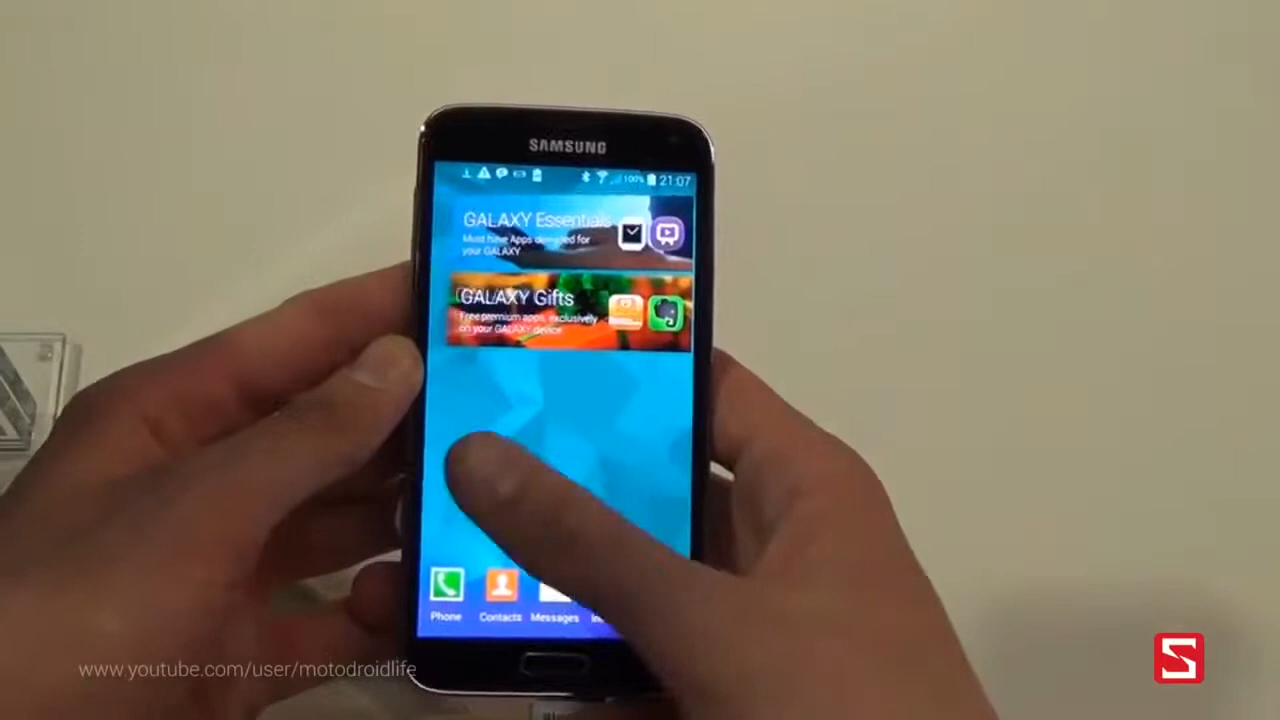 SAMSUNG
100% 21:07
GALAXY Essentials
Must have Apps designed for
your GALAXY
GALAXY Gifts
Free premium apps, exclusively
on your GALAXY device
Phone
Contacts
Messages
www.youtube.com/user/motodroidlife